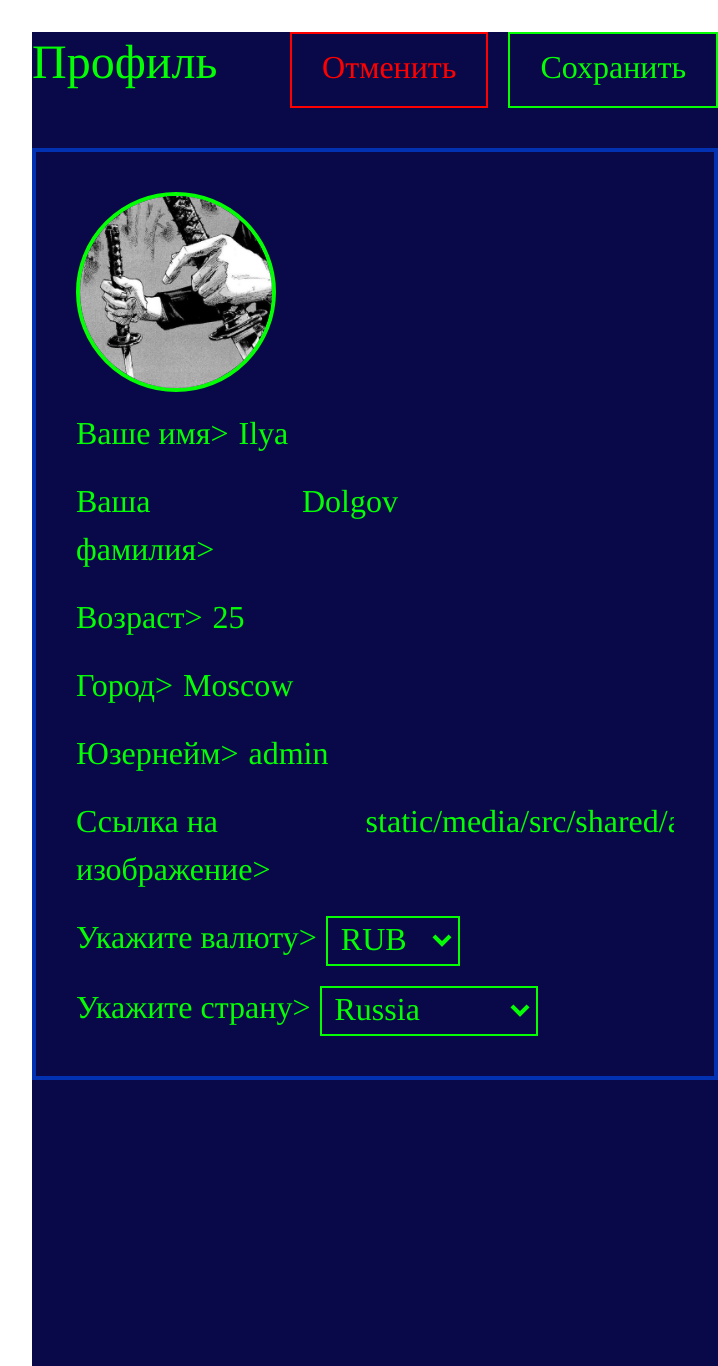 Профиль Отменить Сохранить
Ваше имя> Ilya
Ваша Dolgov
фамилия>
Возраст> 25
Город> Moscow
Юзернейм> admin
Ссылка на static/media/src/shared/a
изображение>
Укажите валюту> RUB
Укажите страну> Russia